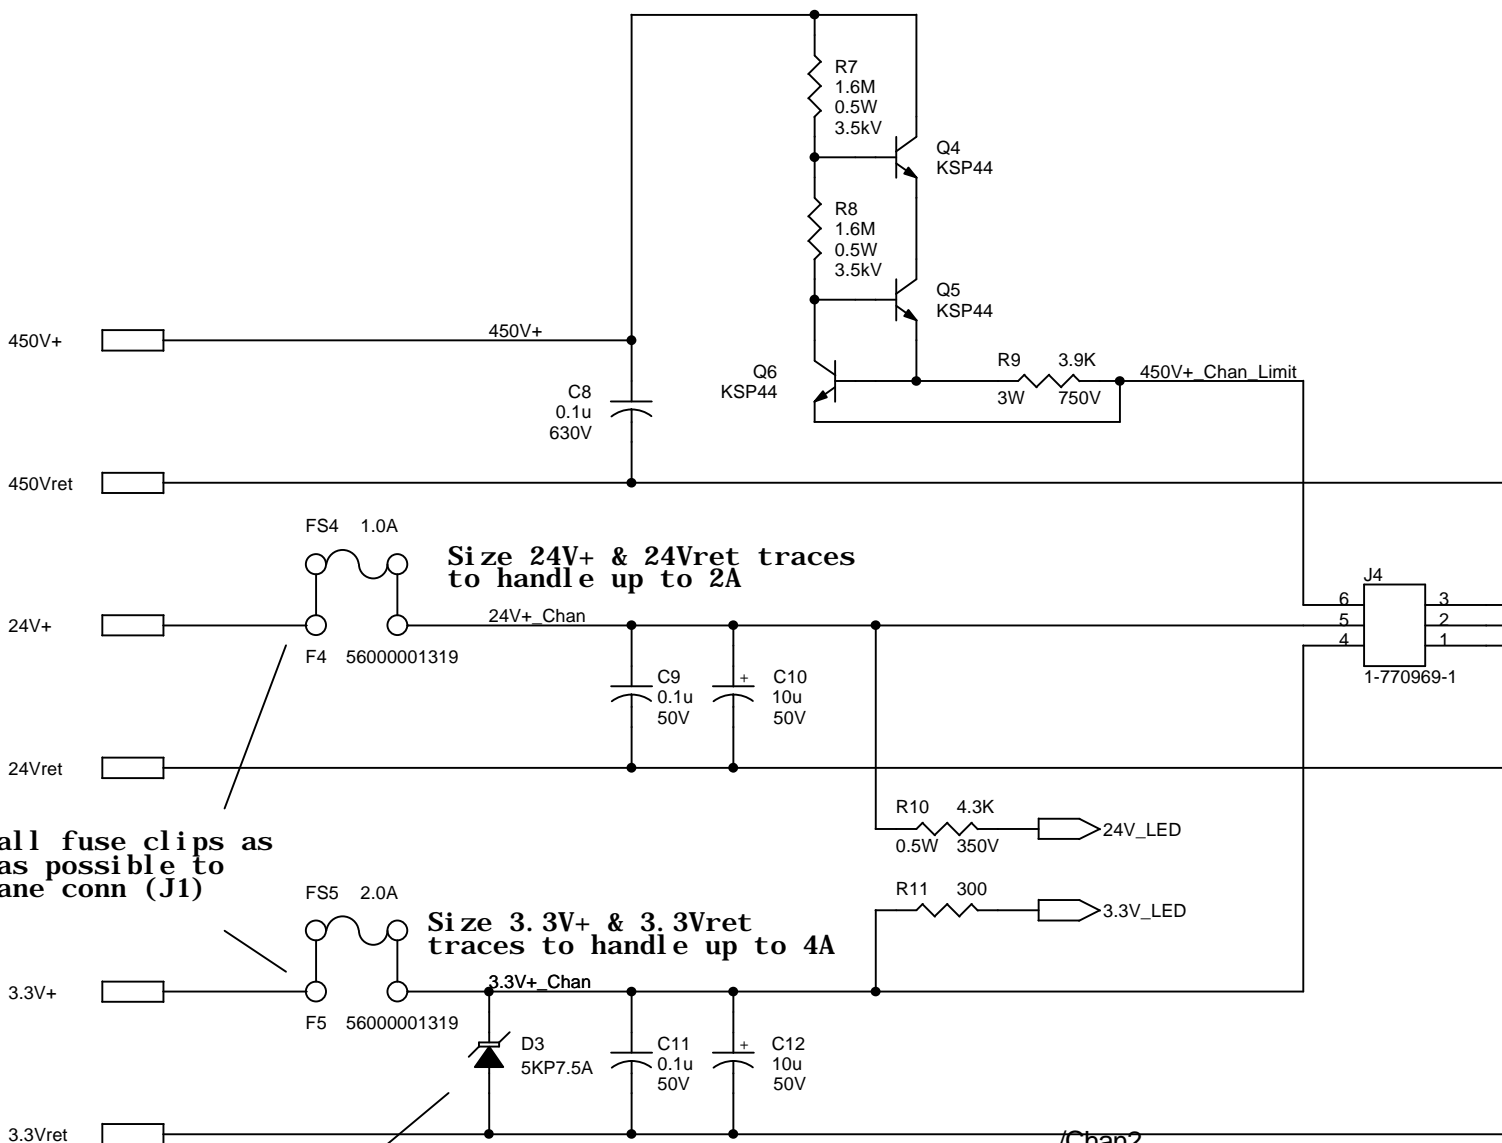 R7
1.6M
0.5W
3.5kV
Q4
KSP44
R8
1.6M
0.5W
3.5kV
Q5
KSP44
450V+
450V+
Q6
KSP44
R9 3.9K
3W 750V
450V+_Chan_Limit
C8
0.1u
630V
450Vret
FS4 1.0A
Size 24V+ & 24Vret traces
to handle up to 2A
J4
6 3
5 2
4 1
1-770969-1
24V+
24V+_Chan
F4 56000001319
C9
0.1u
50V
+
C10
10u
50V
24Vret
R10 4.3K
0.5W 350V
24V_LED
all fuse clips as
as possible to
ane conn (J1)
R11 300
3.3V_LED
FS5 2.0A
Size 3.3V+ & 3.3Vret
traces to handle up to 4A
3.3V+
3.3V+_Chan
F5 56000001319
D3
5KP7.5A
C11
0.1u
50V
+
C12
10u
50V
3.3Vret
/Chan2